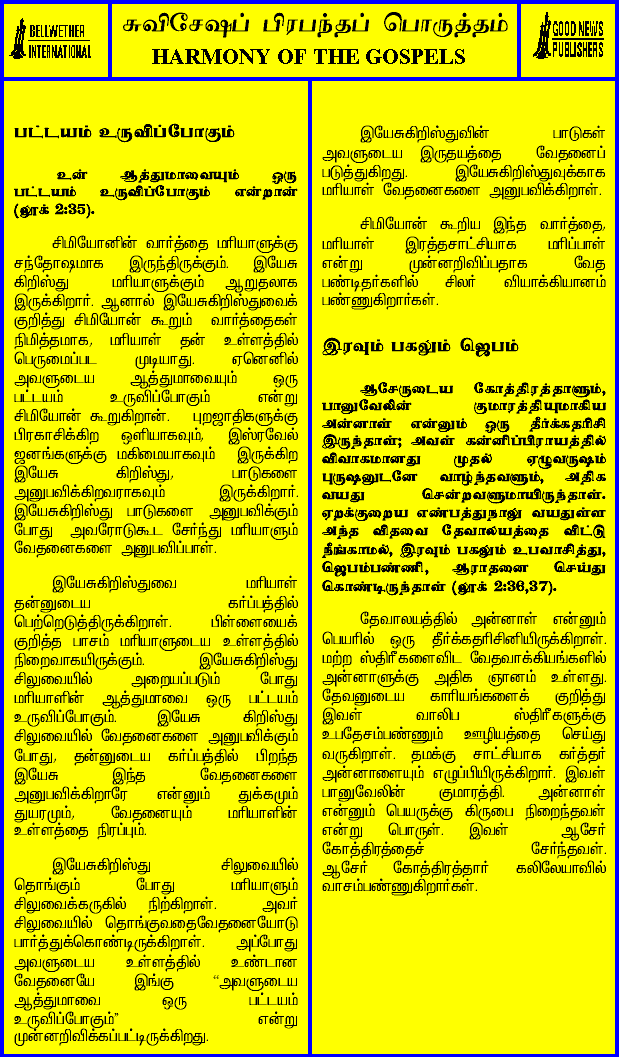 BELLWETHER
INTERNATIONAL
சுவிசேஷப் பிரபந்தப் பொருத்தம்
HARMONY OF THE GOSPELS
GOOD NEWS
PUBLISHERS
பட்டயம் உருவிப்போகும்
உன் ஆத்துமாவையும் ஒரு
பட்டயம் உருவிப்போகும் என்றான்
(லூக் 2:35).
சிமியோனின் வார்த்தை மரியாளுக்கு
சந்தோஷமாக இருந்திருக்கும். இயேசு
கிறிஸ்து மரியாளுக்கும் ஆறுதலாக
இருக்கிறார். ஆனால் இயேசுகிறிஸ்துவைக்
குறித்து சிமியோன் கூறும் வார்த்தைகள்
நிமித்தமாக, மரியாள் தன் உள்ளத்தில்
பெருமைப்பட முடியாது. ஏனெனில்
அவளுடைய ஆத்துமாவையும் ஒரு
பட்டயம் உருவிப்போகும் என்று
சிமியோன் கூறுகிறான். புறஜாதிகளுக்கு
பிரகாசிக்கிற ஒளியாகவும், இஸ்ரவேல்
ஜனங்களுக்கு மகிமையாகவும் இருக்கிற
இயேசு கிறிஸ்து, பாடுகளை
அனுபவிக்கிறவராகவும் இருக்கிறார்.
இயேசுகிறிஸ்து பாடுகளை அனுபவிக்கும்
போது அவரோடுகூட சேர்ந்து மரியாளும்
வேதனைகளை அனுபவிப்பாள்.
இயேசுகிறிஸ்துவை மரியாள்
தன்னுடைய கர்ப்பத்தில்
பெற்றெடுத்திருக்கிறாள். பிள்ளையைக்
குறித்த பாசம் மரியாளுடைய உள்ளத்தில்
நிறைவாகயிருக்கும். இயேசுகிறிஸ்து
சிலுவையில் அறையப்படும் போது
மரியாளின் ஆத்துமாவை ஒரு பட்டயம்
உருவிப்போகும். இயேசு கிறிஸ்து
சிலுவையில் வேதனைகளை அனுபவிக்கும்
போது, தன்னுடைய கர்ப்பத்தில் பிறந்த
இயேசு இந்த வேதனைகளை
அனுபவிக்கிறாரே என்னும் துக்கமும்
துயரமும், வேதனையும் மரியாளின்
உள்ளத்தை நிரப்பும்.
இயேசுகிறிஸ்து சிலுவையில்
தொங்கும் போது மரியாளும்
சிலுவைக்கருகில் நிற்கிறாள். அவர்
சிலுவையில் தொங்குவதைவேதனையோடு
பார்த்துக்கொண்டிருக்கிறாள். அப்போது
அவளுடைய உள்ளத்தில் உண்டான
வேதனையே இங்கு “அவளுடைய
ஆத்துமாவை ஒரு பட்டயம்
உருவிப்போகும்” என்று
முன்னறிவிக்கப்பட்டிருக்கிறது.
இயேசுகிறிஸ்துவின் பாடுகள்
அவளுடைய இருதயத்தை வேதனைப்
படுத்துகிறது. இயேசுகிறிஸ்துவுக்காக
மரியாள் வேதனைகளை அனுபவிக்கிறாள்.
சிமியோன் கூறிய இந்த வார்த்தை,
மரியாள் இரத்தசாட்சியாக மரிப்பாள்
என்று முன்னறிவிப்பதாக வேத
பண்டிதர்களில் சிலர் வியாக்கியானம்
பண்ணுகிறார்கள்.
இரவும் பகலும் ஜெபம்
ஆசேருடைய கோத்திரத்தாளும்,
பானுவேலின் குமாரத்தியுமாகிய
அன்னாள் என்னும் ஒரு தீர்க்கதரிசி
இருந்தாள்; அவள் கன்னிப்பிராயத்தில்
விவாகமானது முதல் ஏழுவருஷம்
புருஷனுடனே வாழ்ந்தவளும், அதிக
வயது சென்றவளுமாயிருந்தாள்.
ஏறக்குறைய எண்பத்துநாலு வயதுள்ள
அந்த விதவை தேவாலயத்தை விட்டு
நீங்காமல், இரவும் பகலும் உபவாசித்து,
ஜெபம்பண்ணி, ஆராதனை செய்து
கொண்டிருந்தாள் (லூக் 2:36,37).
தேவாலயத்தில் அன்னாள் என்னும்
பெயரில் ஒரு தீர்க்கதரிசினியிருக்கிறாள்.
மற்ற ஸ்திரீகளைவிட வேதவாக்கியங்களில்
அன்னாளுக்கு அதிக ஞானம் உள்ளது.
தேவனுடைய காரியங்களைக் குறித்து
இவள் வாலிப ஸ்திரீகளுக்கு
உபதேசம்பண்ணும் ஊழியத்தை செய்து
வருகிறாள். தமக்கு சாட்சியாக கர்த்தர்
அன்னாளையும் எழுப்பியிருக்கிறார். இவள்
பானுவேலின் குமாரத்தி. அன்னாள்
என்னும் பெயருக்கு கிருபை நிறைந்தவள்
என்று பொருள். இவள் ஆசேர்
கோத்திரத்தைச் சேர்ந்தவள்.
ஆசேர் கோத்திரத்தார் கலிலேயாவில்
வாசம்பண்ணுகிறார்கள்.